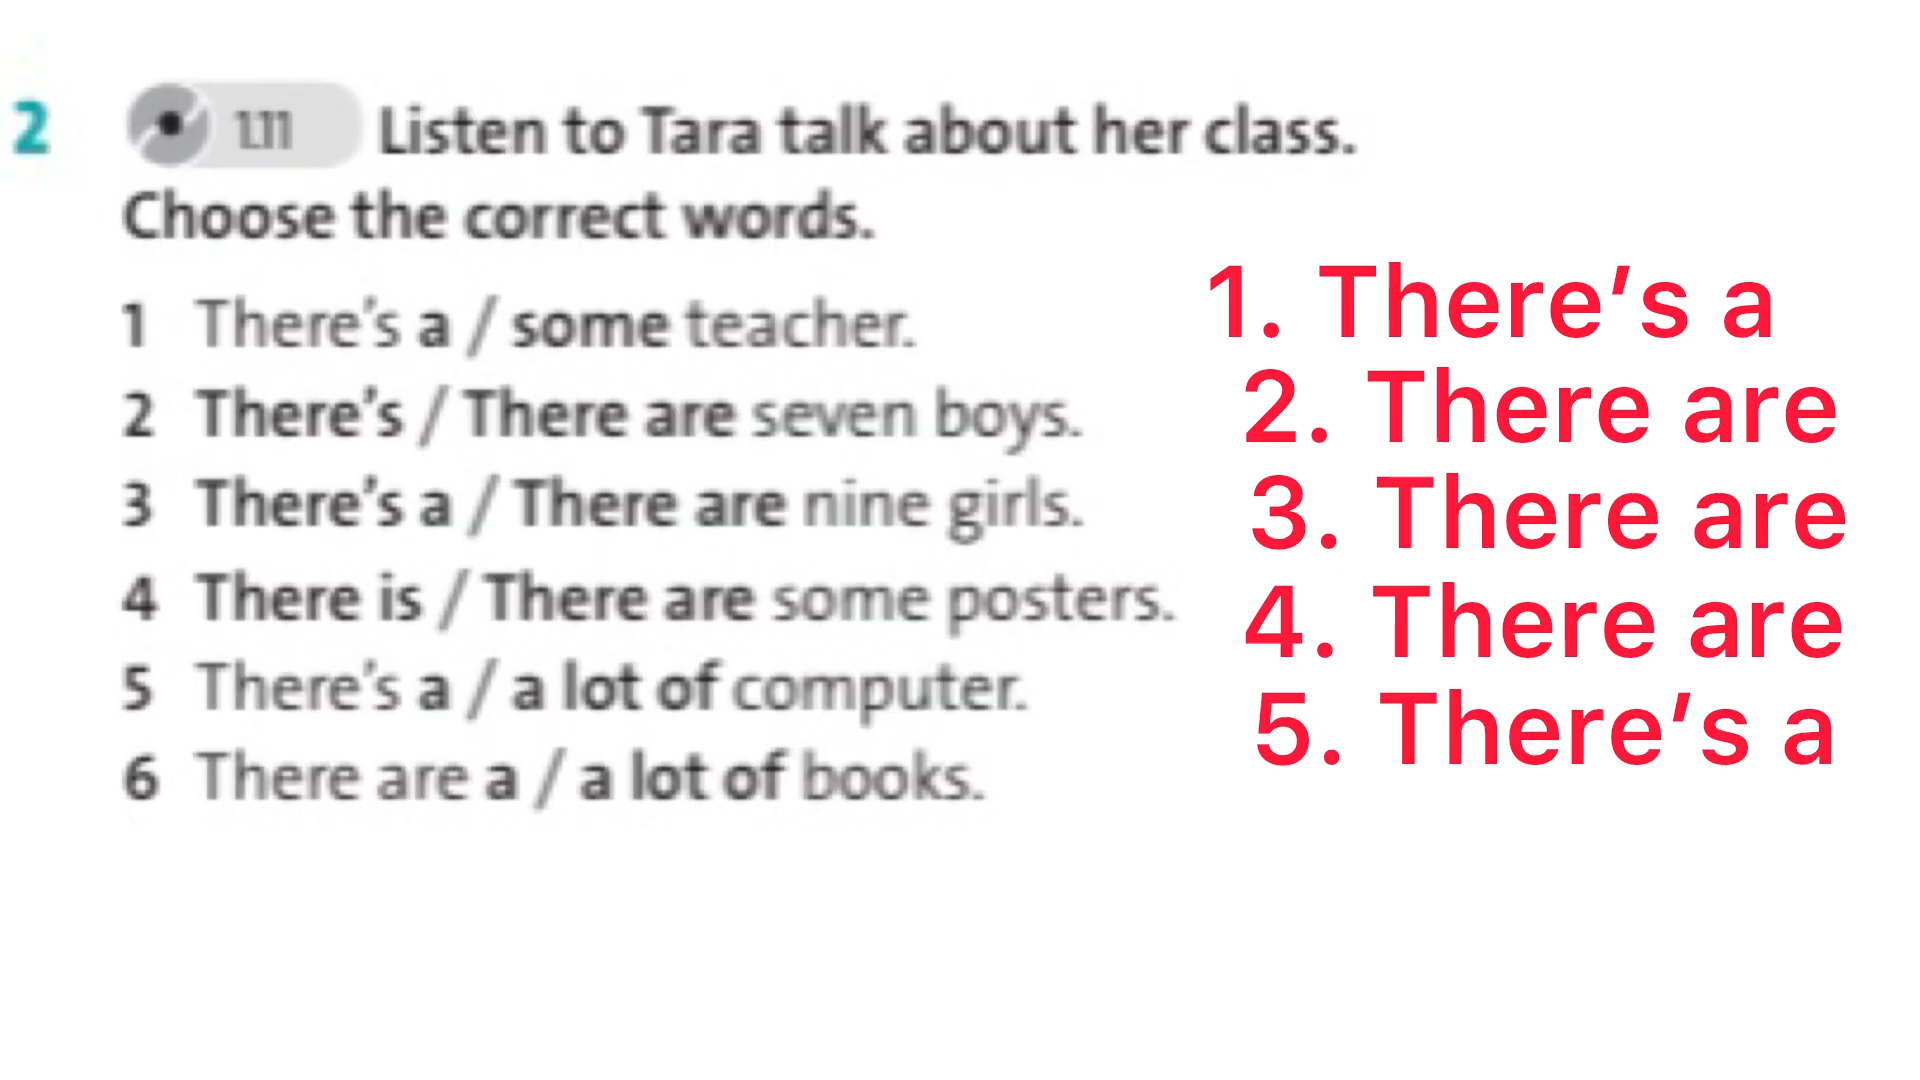 2 1.11 Listen to Tara talk about her class.
Choose the correct words.
1 There's a / some teacher.
2 There's / There are seven boys.
3 There's a / There are nine girls.
4 There is / There are some posters.
5 There's a / a lot of computer.
6 There are a / a lot of books.
1. There's a
2. There are
3. There are
4. There are
5. There's a